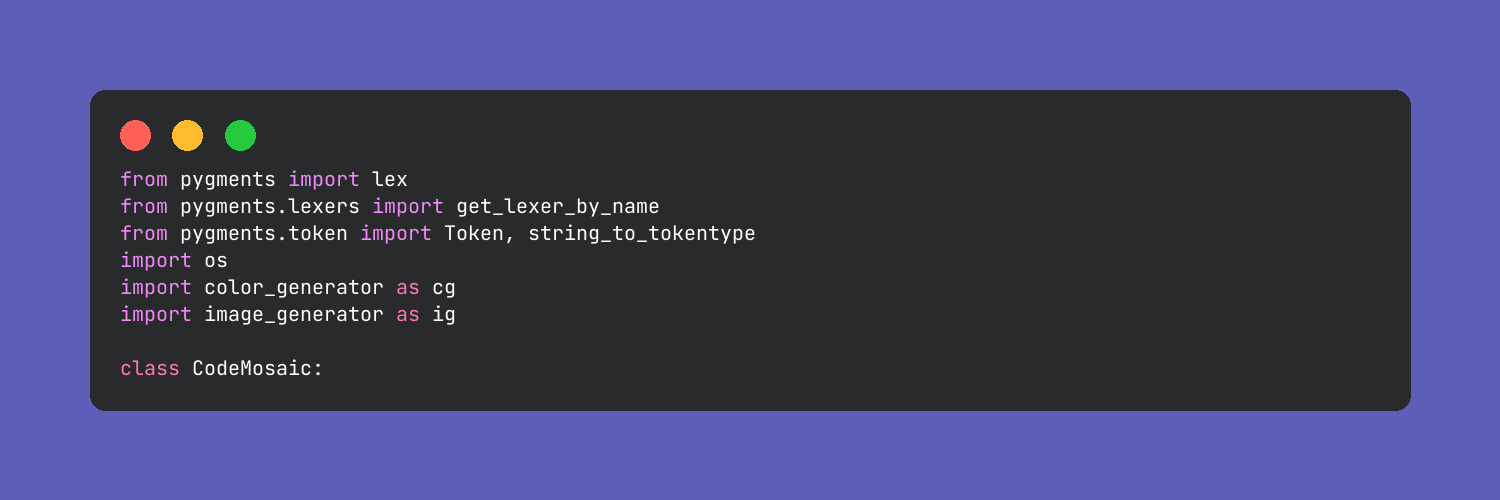 from pygments import lex
from pygments.lexers import get_lexer_by_name
from pygments.token import Token, string_to_tokentype
import os
import color_generator as cg
import image_generator as ig

class CodeMosaic: